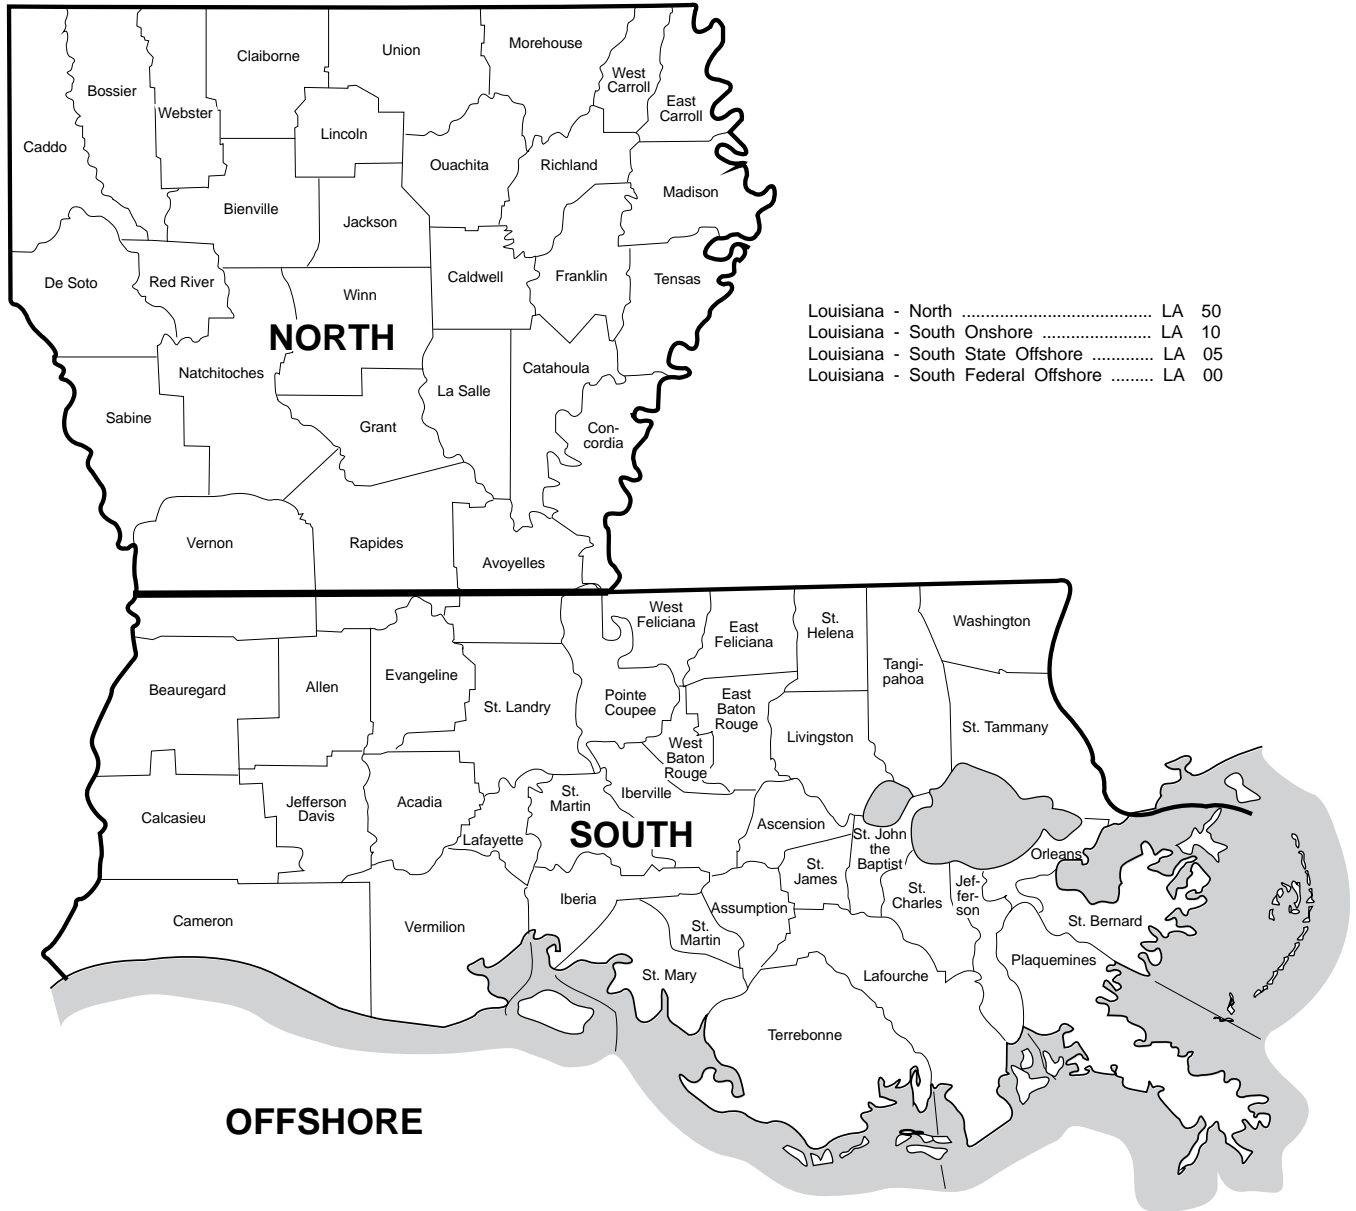 Claiborne
Union
Morehouse
West
Carroll
East
Carroll
Bossier
Webster
Lincoln
Caddo
Ouachita
Richland
Madison
Bienville
Jackson
De Soto
Red River
Caldwell
Franklin
Tensas
Winn
NORTH
Natchitoches
Catahoula
La Salle
Sabine
Grant
Con-
cordia
Vernon
Rapides
Avoyelles
Louisiana - North ...................................... LA 50
Louisiana - South Onshore ...................... LA 10
Louisiana - South State Offshore ............ LA 05
Louisiana - South Federal Offshore ......... LA 00
West
Feliciana
East
Feliciana
St.
Helena
Washington
Tangi-
pahoa
Beauregard
Allen
Evangeline
St. Landry
Pointe
Coupee
East
Baton
Rouge
West
Baton
Rouge
Livingston
St. Tammany
Calcasieu
Jefferson
Davis
Acadia
Lafayette
St.
Martin
Iberville
SOUTH
Ascension
St. John
the
Baptist
Orleans
St.
James
St.
Charles
Jef-
fer-
son
Cameron
Vermilion
Iberia
Assumption
St.
Martin
St. Bernard
St. Mary
Lafourche
Plaquemines
Terrebonne
OFFSHORE